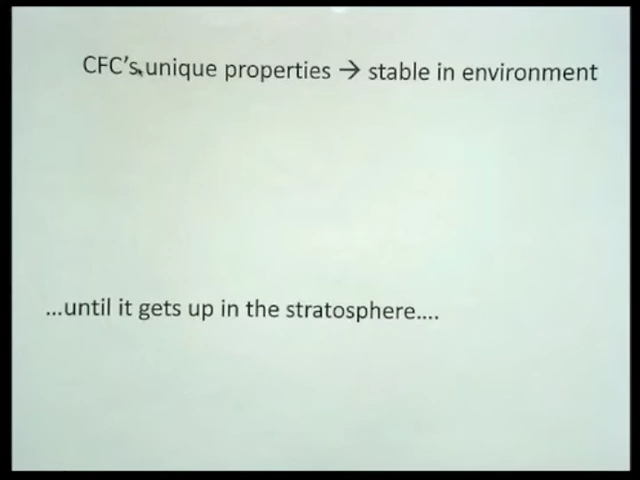 CFC's unique properties → stable in environment
...until it gets up in the stratosphere....